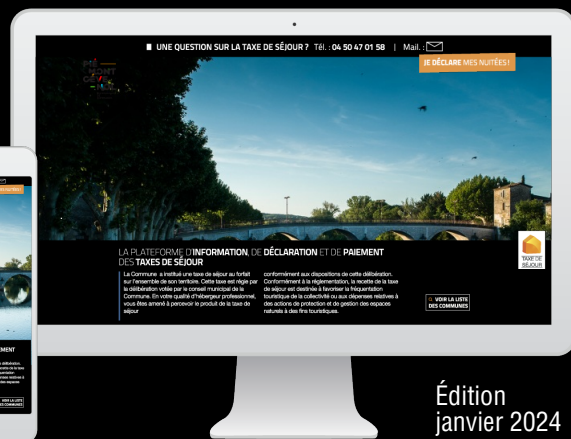 ■ UNE QUESTION SUR LA TAXE DE SÉJOUR ? Tél. : 04 50 47 01 58 | Mail. :
JE DÉCLARE MES NUITÉES !
LA PLATEFORME D'INFORMATION, DE DÉCLARATION ET DE PAIEMENT
DES TAXES DE SÉJOUR
La Commune a institué une taxe de séjour au forfait
sur l'ensemble de son territoire. Cette taxe est régie par
la délibération votée par le conseil municipal de la
Commune. En votre qualité d'hébergeur professionnel,
vous êtes amené à percevoir le produit de la taxe de
séjour
conformément aux dispositions de cette délibération.
Conformément à la réglementation, la recette de la taxe
de séjour est destinée à favoriser la fréquentation
touristique de la collectivité ou aux dépenses relatives à
des actions de protection et de gestion des espaces
naturels à des fins touristiques.
TAXE DE
SÉJOUR
VOIR LA LISTE
DES COMMUNES
Édition
janvier 2024